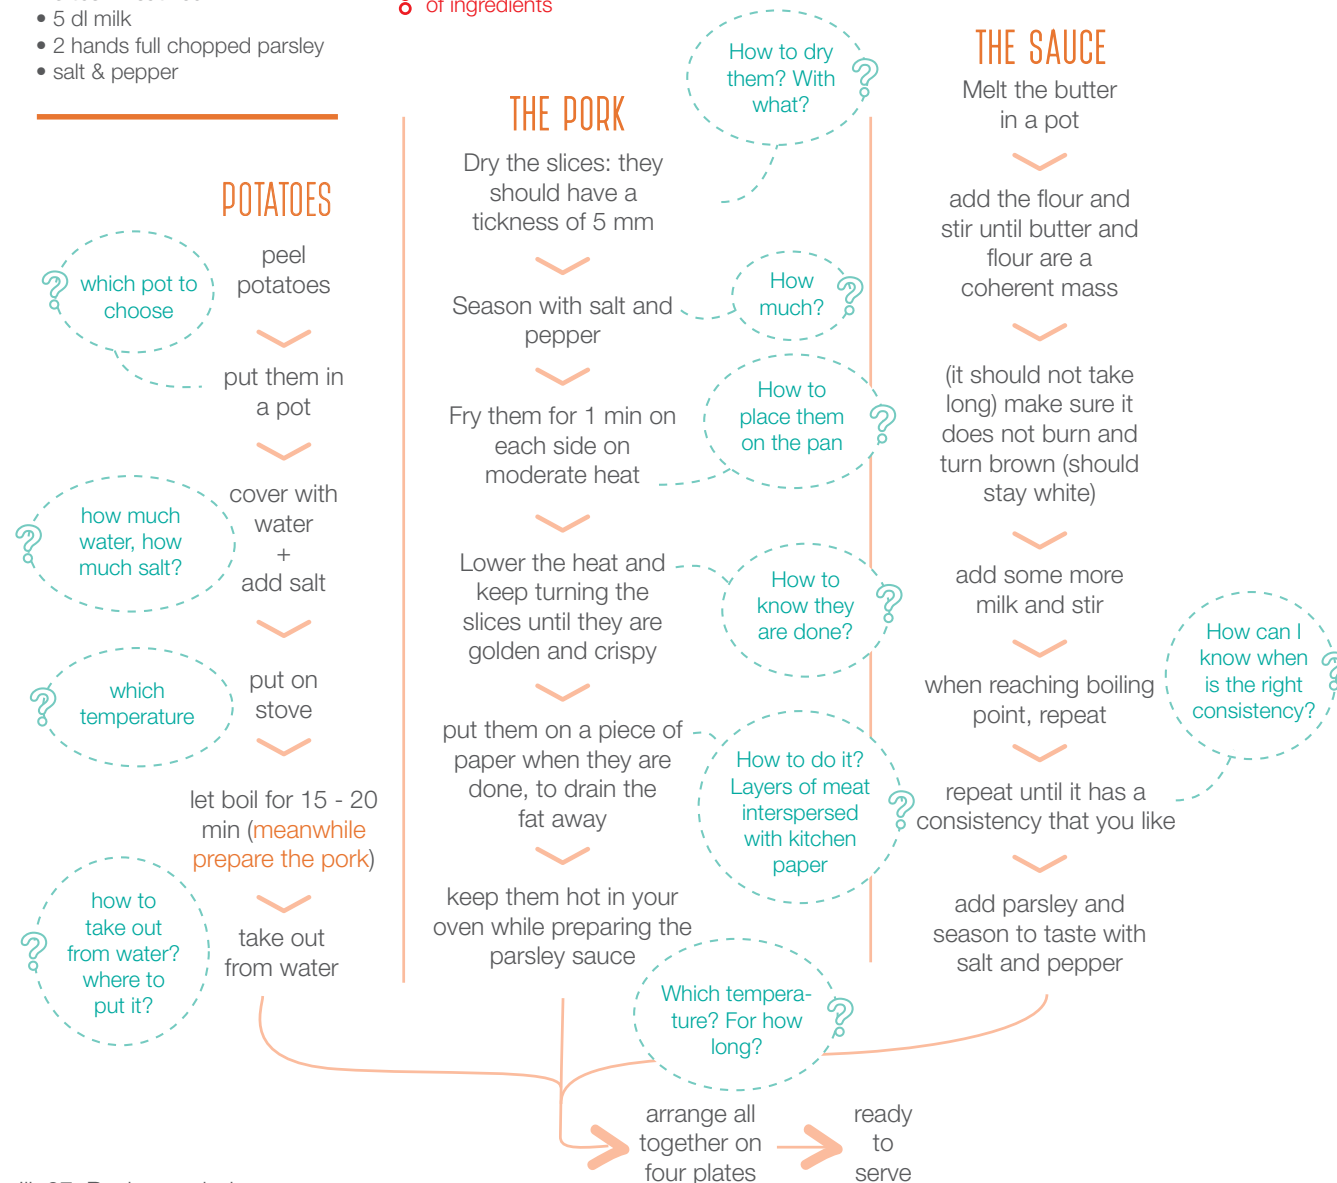 • 5 dl milk
• 2 hands full chopped parsley
• salt & pepper
of ingredients
POTATOES
peel
potatoes
which pot to
choose
put them in
a pot
cover with
water
+
add salt
how much
water, how
much salt?
put on
stove
which
temperature
let boil for 15 - 20
min (meanwhile
prepare the pork)
take out
from water
how to
take out
from water?
where to
put it?
THE PORK
Dry the slices: they
should have a
tickness of 5 mm
How to dry
them? With
what?
Season with salt and
pepper
How
much?
Fry them for 1 min on
each side on
moderate heat
How to
place them
on the pan
Lower the heat and
keep turning the
slices until they are
golden and crispy
How to
know they
are done?
put them on a piece of
paper when they are
done, to drain the
fat away
How to do it?
Layers of meat
interspersed
with kitchen
paper
keep them hot in your
oven while preparing the
parsley sauce
Which tempera-
ture? For how
long?
THE SAUCE
Melt the butter
in a pot
add the flour and
stir until butter and
flour are a
coherent mass
(it should not take
long) make sure it
does not burn and
turn brown (should
stay white)
add some more
milk and stir
when reaching boiling
point, repeat
repeat until it has a
consistency that you like
How can I
know when
is the right
consistency?
add parsley and
season to taste with
salt and pepper
arrange all
together on
four plates
ready
to
serve